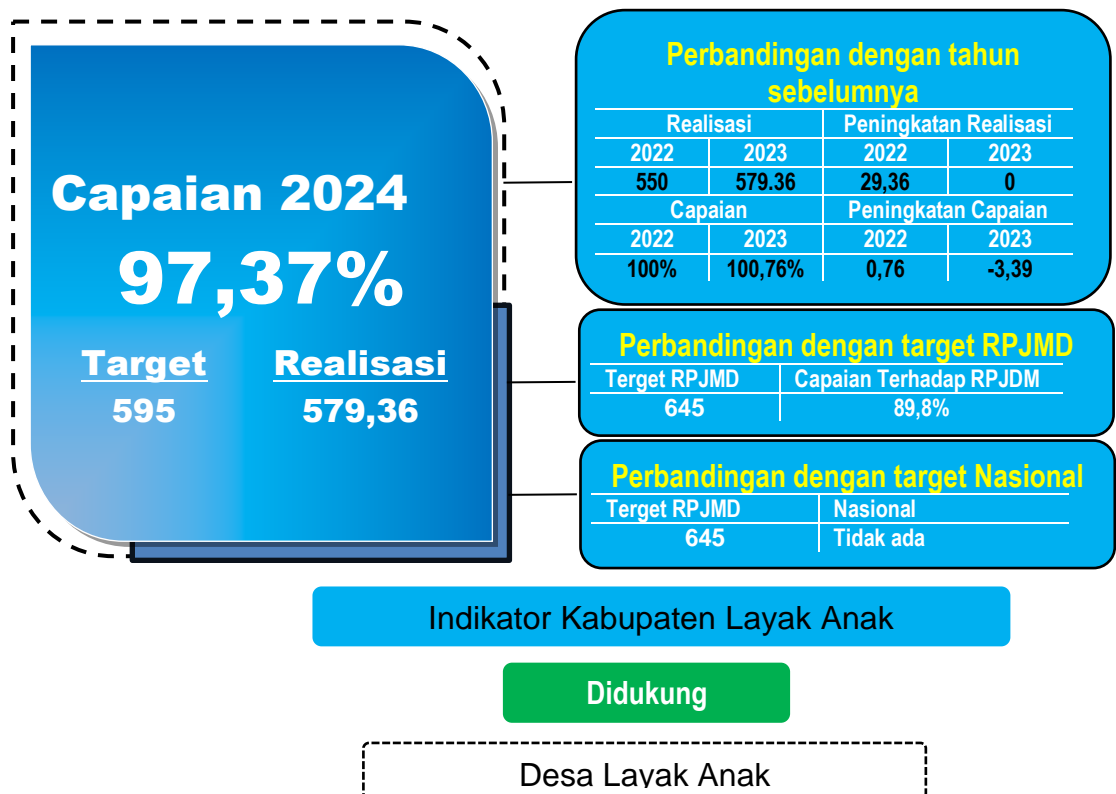 Capaian 2024
97,37%
Target Realisasi
595 579,36
Perbandingan dengan tahun
sebelumnya
Realisasi Peningkatan Realisasi
2022 2023 2022 2023
550 579.36 29,36 0
Capaian Peningkatan Capaian
2022 2023 2022 2023
100% 100,76% 0,76 -3,39
Perbandingan dengan target RPJMD
Terget RPJMD Capaian Terhadap RPJDM
645 89,8%
Perbandingan dengan target Nasional
Terget RPJMD Nasional
645 Tidak ada
Indikator Kabupaten Layak Anak
Didukung
Desa Layak Anak